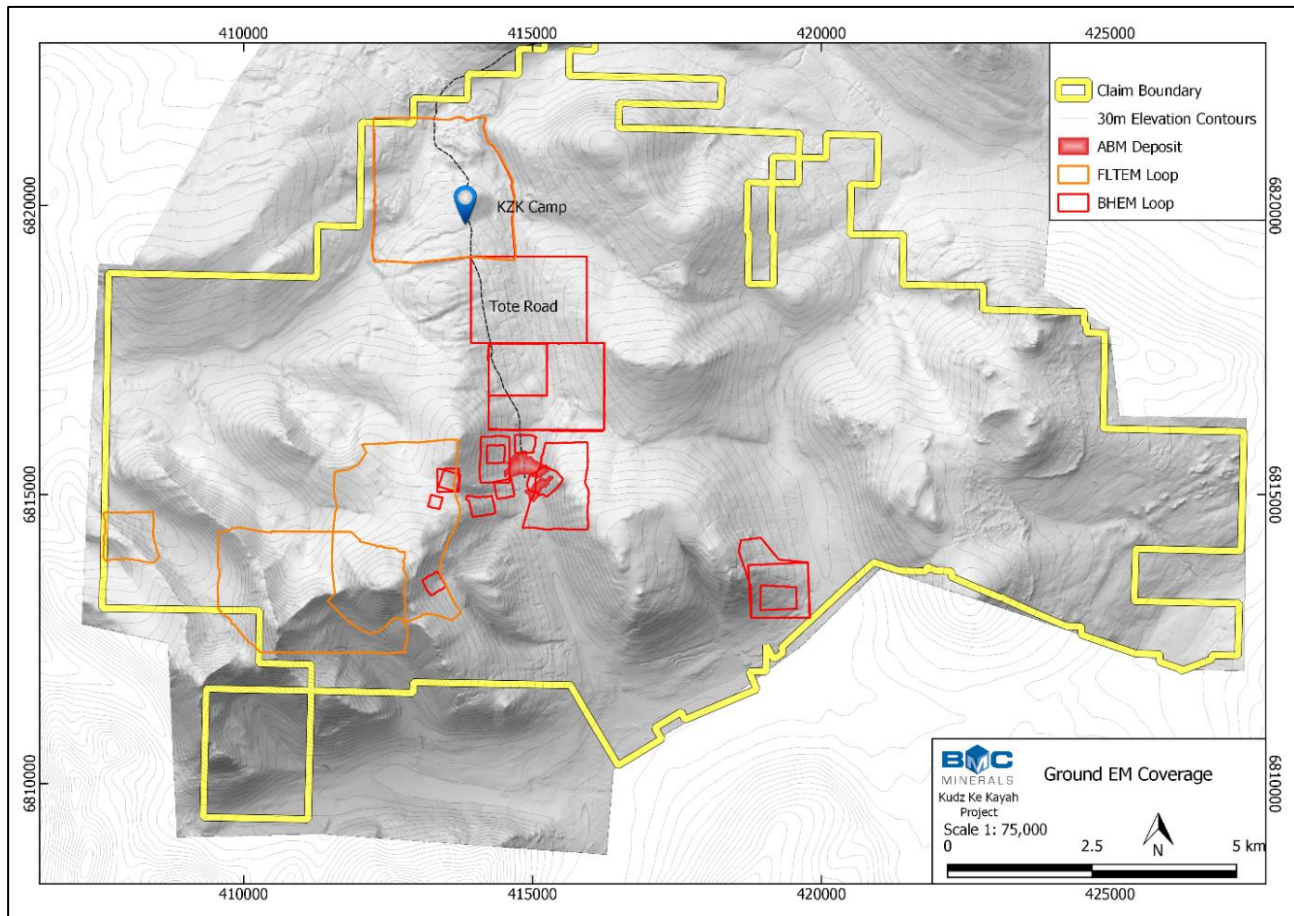 410000
415000
420000
425000
Claim Boundary
30m Elevation Contours
ABM Deposit
FLTEM Loop
BHEM Loop
6820000
6820000
KZK Camp
Tote Road
6815000
6815000
6810000
6810000
BMC
MINERALS
Kudz Ke Kayah
Project
Ground EM Coverage
Scale 1: 75,000
0
2.5
5 km
N
410000
415000
420000
425000